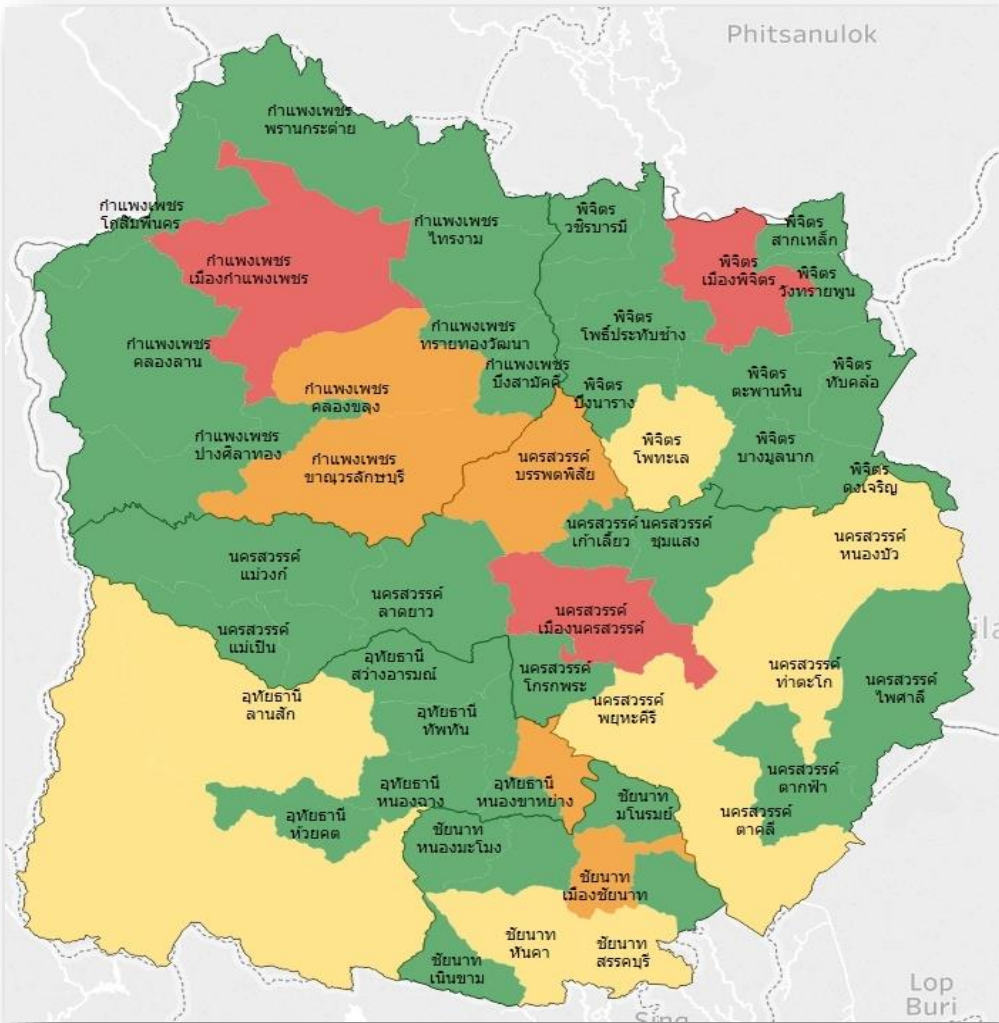 Phitsanulok
กำแพงเพชร
พรานกระต่าย
กำแพงเพชร
โกสัมพีนคร
กำแพงเพชร
ไทรงาม
พิจิตร
วชิรบารมี
พิจิตร
สากเหล็ก
กำแพงเพชร
เมืองกำแพงเพชร
พิจิตร
เมืองพิจิตร
พิจิตร
วังทรายพูน
กำแพงเพชร
คลองลาน
กำแพงเพชร
ทรายทองวัฒนา
พิจิตร
โพธิ์ประทับช้าง
กำแพงเพชร
บึงสามัคคี
พิจิตร
ตะพานหิน
พิจิตร
ทับคล้อ
กำแพงเพชร
คลองขลุง
พิจิตร
บึงนาราง
กำแพงเพชร
ปางศิลาทอง
กำแพงเพชร
ขาณุวรลักษบุรี
นครสวรรค์
บรรพตพิสัย
พิจิตร
โพทะเล
พิจิตร
บางมูลนาก
พิจิตร
ดงเจริญ
นครสวรรค์
เก้าเลี้ยว
นครสวรรค์
ชุมแสง
นครสวรรค์
หนองบัว
นครสวรรค์
แม่วงก์
นครสวรรค์
ลาดยาว
นครสวรรค์
เมืองนครสวรรค์
นครสวรรค์
แม่เปิน
อุทัยธานี
สว่างอารมณ์
นครสวรรค์
โกรกพระ
นครสวรรค์
ท่าตะโก
นครสวรรค์
ไพศาลี
อุทัยธานี
ลานสัก
นครสวรรค์
พยุหะคีรี
อุทัยธานี
ทัพทัน
นครสวรรค์
ตากฟ้า
อุทัยธานี
หนองฉาง
อุทัยธานี
หนองขาหย่าง
ชัยนาท
มโนรมย์
นครสวรรค์
ตาคลี
อุทัยธานี
ห้วยคต
ชัยนาท
หนองมะโมง
ชัยนาท
เมืองชัยนาท
ชัยนาท
หันคา
ชัยนาท
สรรคบุรี
ชัยนาท
เนินขาม
Lop
Buri
Sing